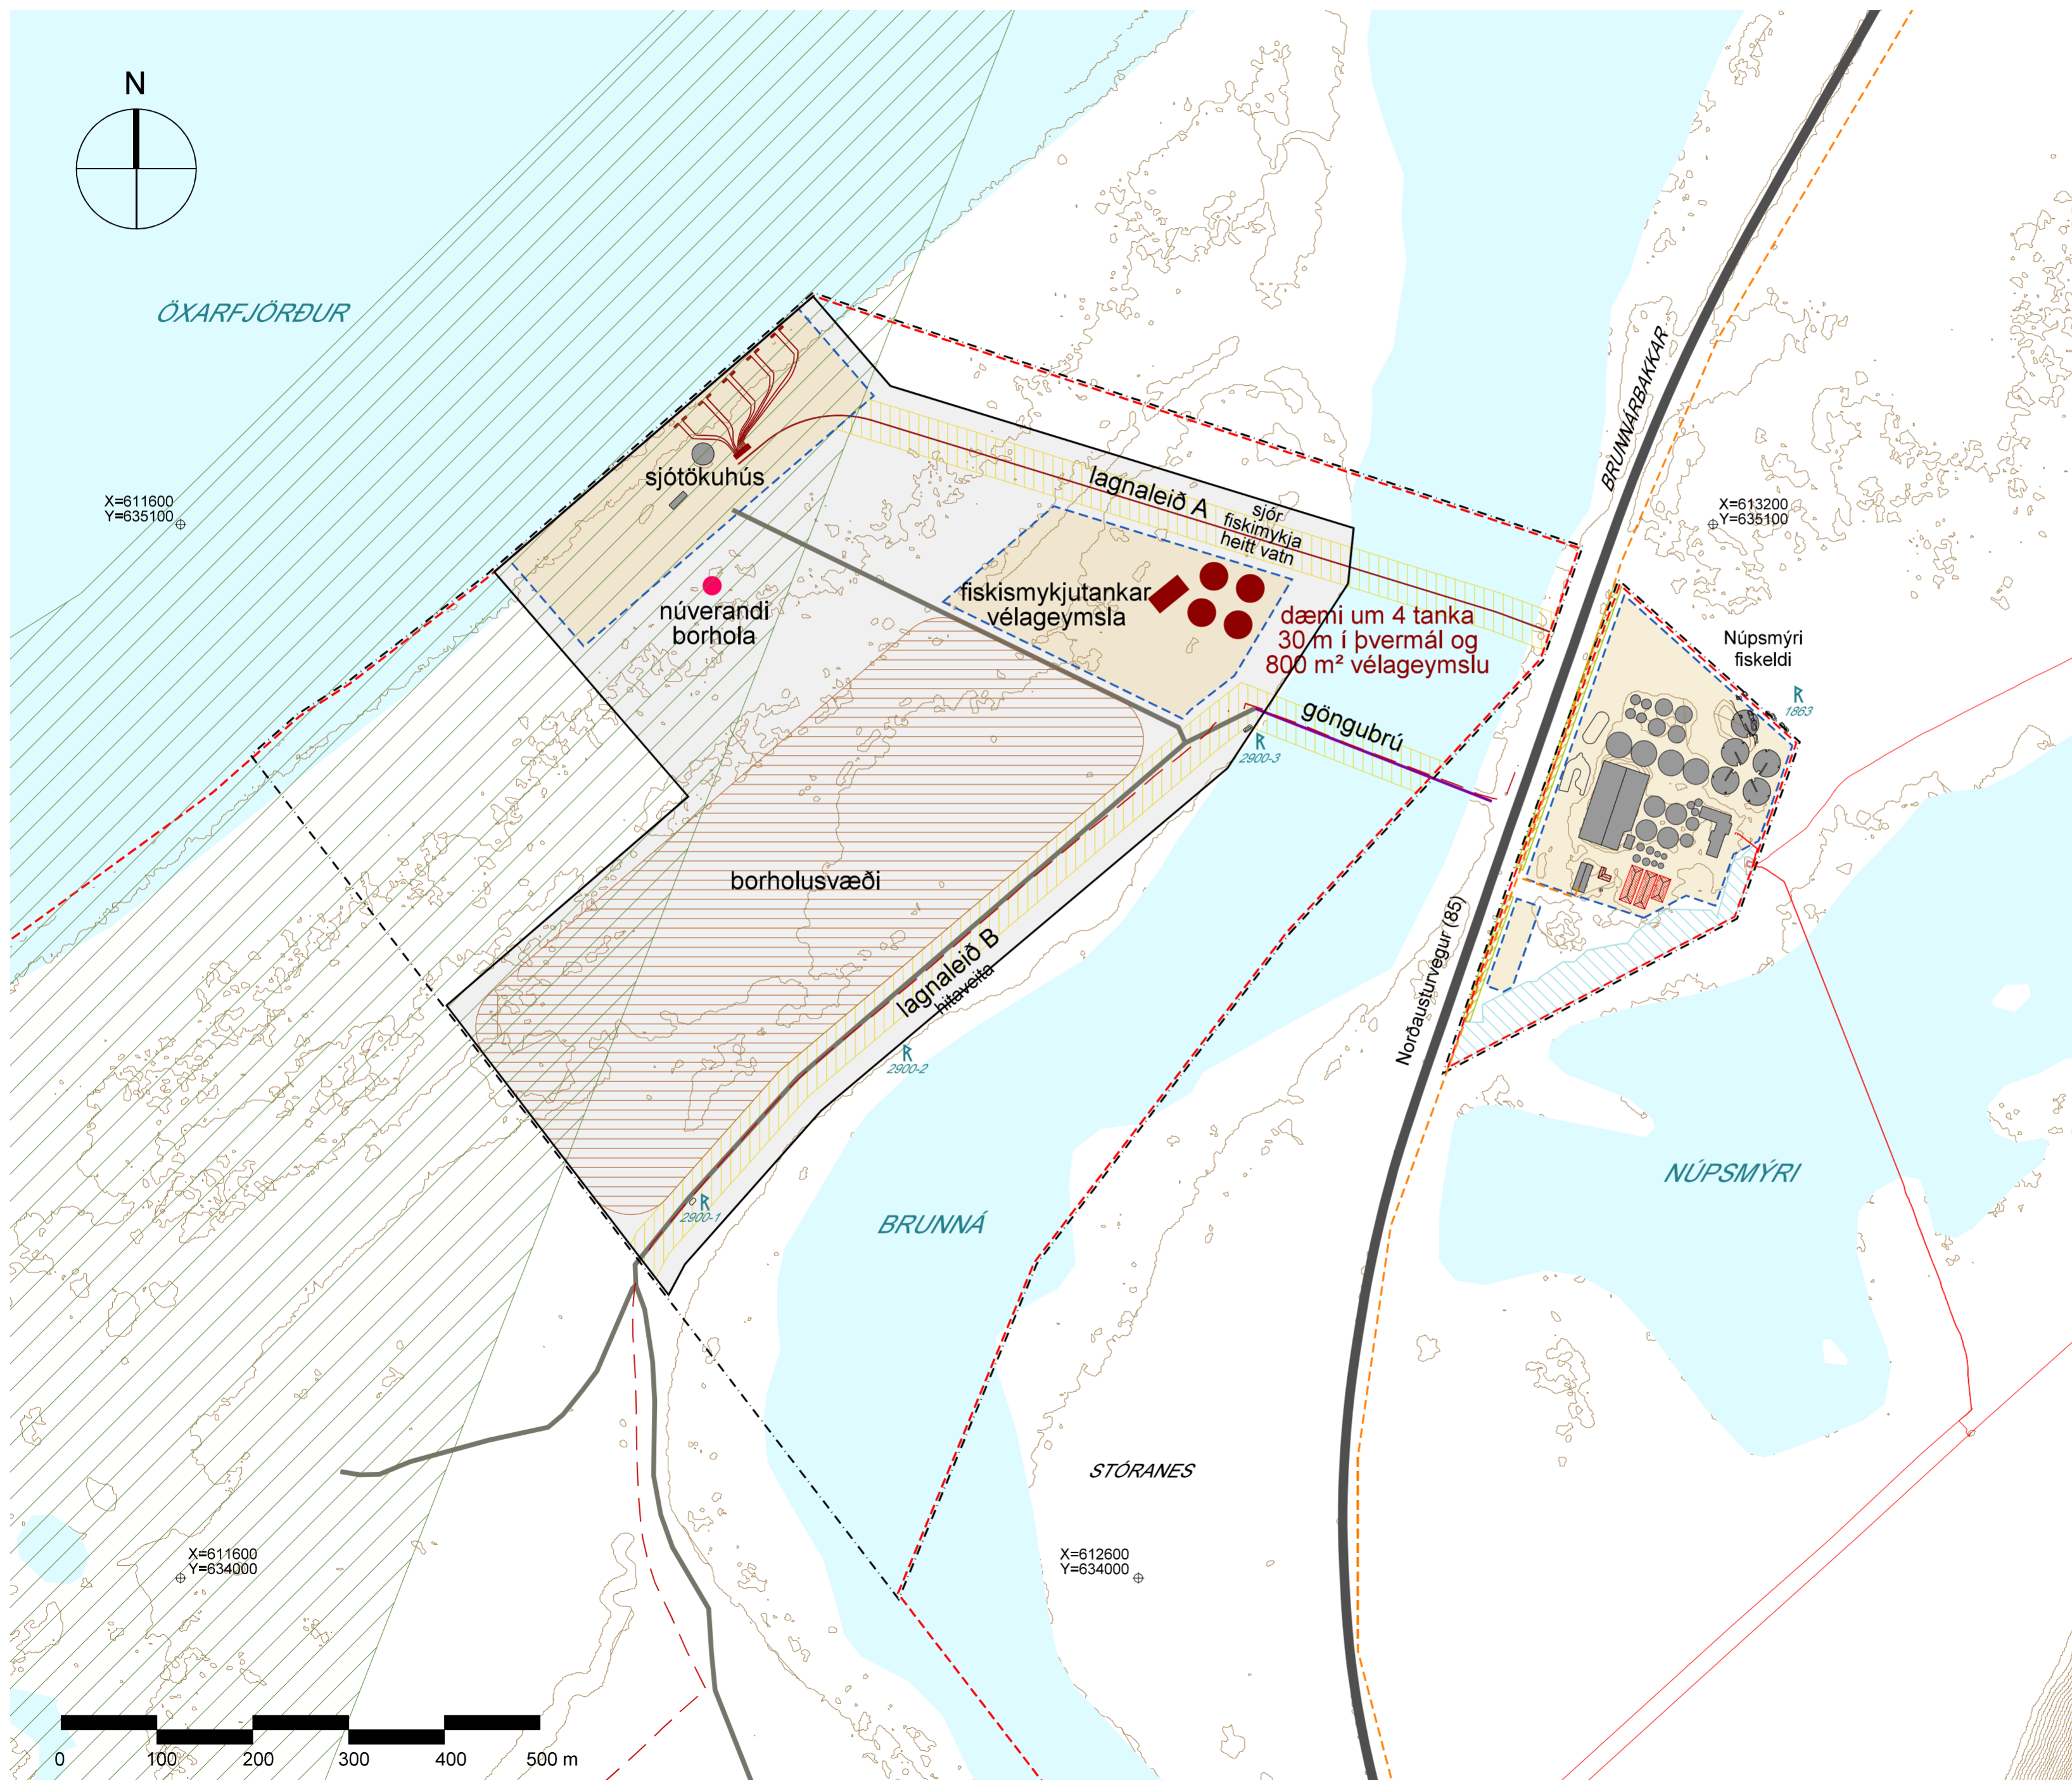 N
ÖXARFJÖRÐUR
BRUNNÁRBAKKAR
X=611600
Y=635100
X=613200
Y=635100
sjótökuhús
lagnaleið A
sjór
fiskimykja
heitt vatn
núverandi
borhola
fiskismykjutankar
vélageymsla
dæmi um 4 tanka
30 m í þvermál og
800 m² vélageymslu
Núpsmýri
fiskeldi
R
1863
göngubrú
R
2900-3
borholusvæði
lagnaleið B
hitaveita
Norðausturvegur (85)
R
2900-2
R
2900-1
BRUNNÁ
NÚPSMÝRI
STÓRANES
X=611600
Y=634000
X=612600
Y=634000
0 100 200 300 400 500 m